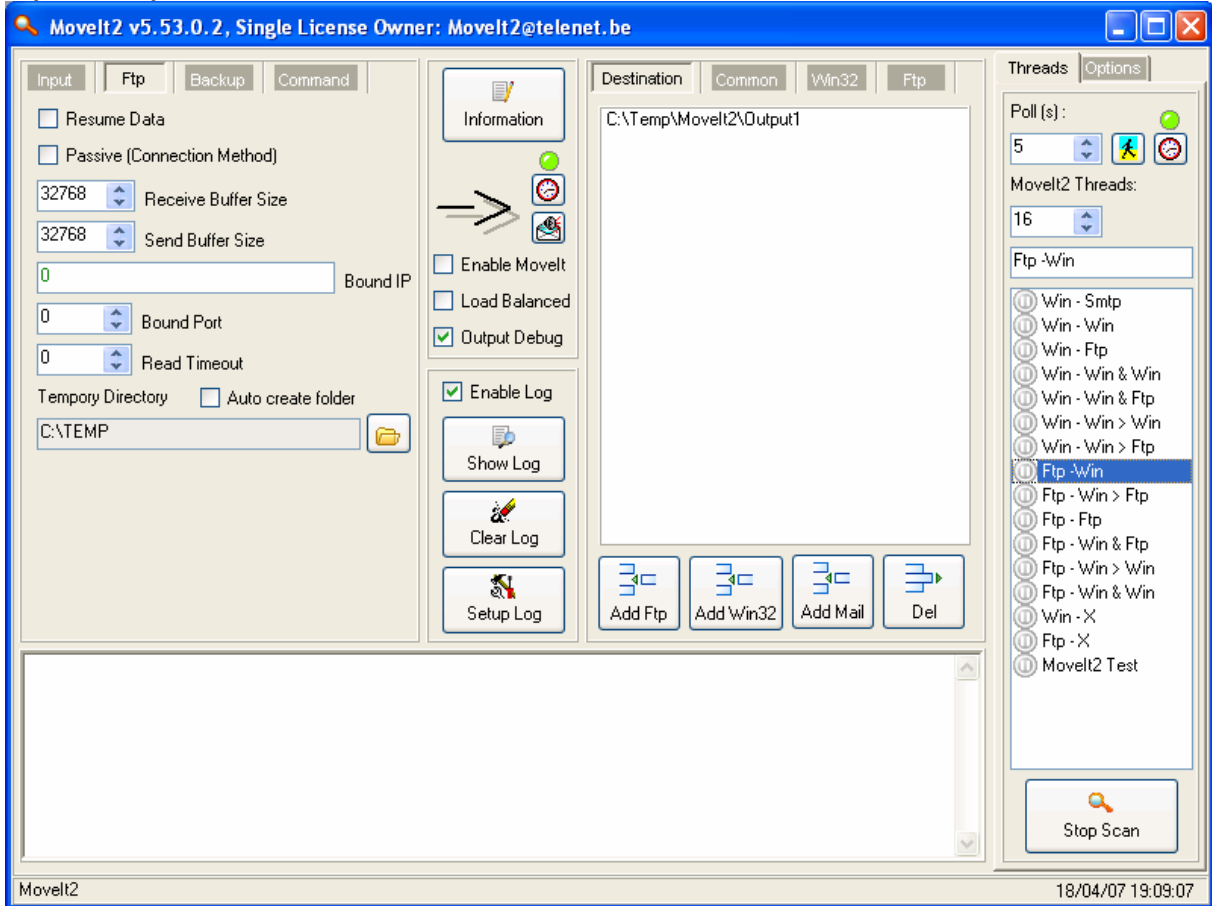 MoveIt2 v5.53.0.2, Single License Owner: MoveIt2@telenet.be
Input Ftp Backup Command
Resume Data
Passive (Connection Method)
32768 Receive Buffer Size
32768 Send Buffer Size
0 Bound IP
0 Bound Port
0 Read Timeout
Tempory Directory Auto create folder
C:\TEMP
Information
Enable MoveIt
Load Balanced
Output Debug
Enable Log
Show Log
Clear Log
Setup Log
Destination Common Win32 Ftp
C:\Temp\MoveIt2\Output1
Add Ftp Add Win32 Add Mail Del
Threads Options
Poll (s) :
5
MoveIt2 Threads:
16
Ftp -Win
Win - Smtp
Win - Win
Win - Ftp
Win - Win & Win
Win - Win & Ftp
Win - Win > Win
Win - Win > Ftp
Ftp -Win
Ftp - Win > Ftp
Ftp - Ftp
Ftp - Win & Ftp
Ftp - Win > Win
Ftp - Win & Win
Win - X
Ftp - X
MoveIt2 Test
Stop Scan
MoveIt2 18/04/07 19:09:07